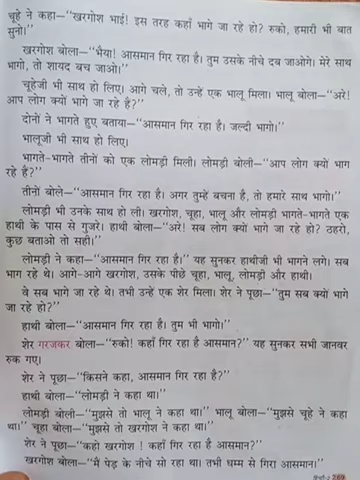 चूहे ने कहा—“खरगोश भाई! इस तरह कहाँ भागे जा रहे हो? रुको, हमारी भी बात
सुनो।”
खरगोश बोला—“भैया! आसमान गिर रहा है। तुम उसके नीचे दब जाओगे। मेरे साथ
भागो, तो शायद बच जाओ।”
चूहेजी भी साथ हो लिए। आगे चले, तो उन्हें एक भालू मिला। भालू बोला—“अरे!
आप लोग क्यों भागे जा रहे है?”
दोनों ने भागते हुए बताया—“आसमान गिर रहा है। जल्दी भागो।”
भालूजी भी साथ हो लिए।
भागते-भागते तीनों को एक लोमड़ी मिली। लोमड़ी बोली—“आप लोग क्यों भाग
रहे है?”
तीनों बोले—“आसमान गिर रहा है। अगर तुम्हें बचना है, तो हमारे साथ भागो।”
लोमड़ी भी उनके साथ हो ली। खरगोश, चूहा, भालू और लोमड़ी भागते-भागते एक
हाथी के पास से गुजरे। हाथी बोला—“अरे! सब लोग क्यों भागे जा रहे हो? ठहरो,
कुछ बताओ तो सही।”
लोमड़ी ने कहा—“आसमान गिर रहा है।” यह सुनकर हाथीजी भी भागने लगे। सब
भाग रहे थे। आगे-आगे खरगोश, उसके पीछे चूहा, भालू, लोमड़ी और हाथी।
वे सब भागे जा रहे थे। तभी उन्हें एक शेर मिला। शेर ने पूछा—“तुम सब क्यों भागे
जा रहे हो?”
हाथी बोला—“आसमान गिर रहा है। तुम भी भागो।”
शेर गरजकर बोला—“रुको! कहाँ गिर रहा है आसमान?” यह सुनकर सभी जानवर
रुक गए।
शेर ने पूछा—“किसने कहा, आसमान गिर रहा है?”
हाथी बोला—“लोमड़ी ने कहा था।”
लोमड़ी बोली—“मुझसे तो भालू ने कहा था।” भालू बोला—“मुझसे चूहे ने कहा
था।” चूहा बोला—“मुझसे तो खरगोश ने कहा था।”
शेर ने पूछा—“कहो खरगोश ! कहाँ गिर रहा है आसमान?”
खरगोश बोला—“मैं पेड़ के नीचे सो रहा था। तभी धम्म से गिरा आसमान।”
हिन्दी-2 269